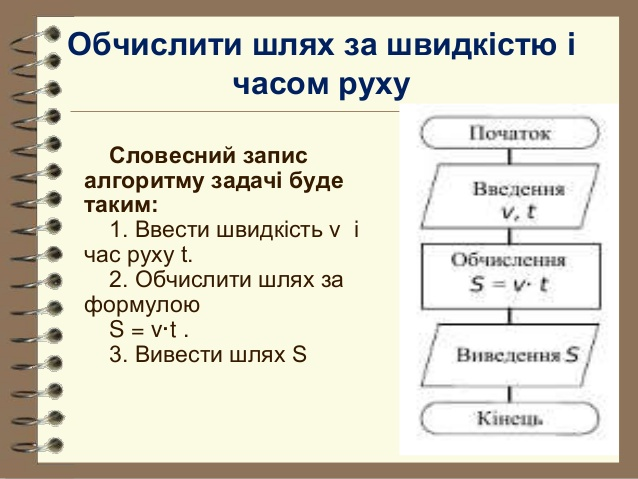 Обчислити шлях за швидкістю і
часом руху
Словесний запис
алгоритму задачі буде
таким:
1. Ввести швидкість v і
час руху t.
2. Обчислити шлях за
формулою
S = v·t .
3. Вивести шлях S
Початок
Введення
v, t
Обчислення
S = v· t
Виведення S
Кінець